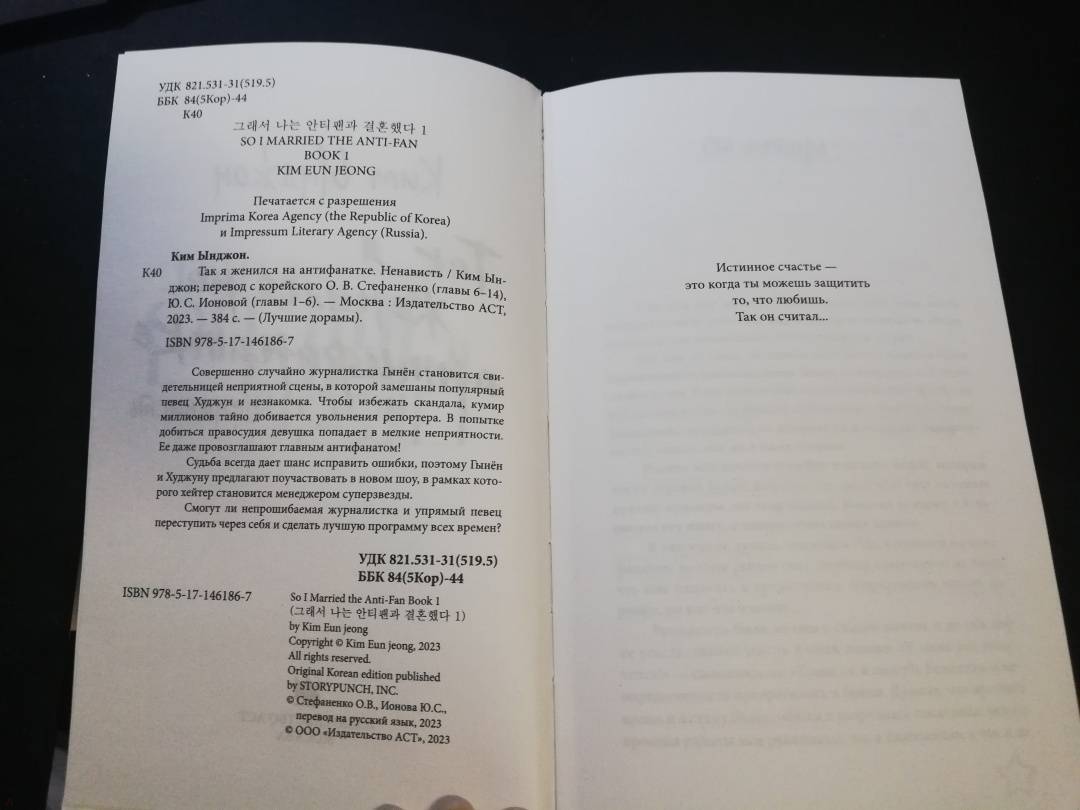 УДК 821.531-31(519.5)
ББК 84(5Кор)-44
К40
그래서 나는 안티팬과 결혼했다 1
SO I MARRIED THE ANTI-FAN
BOOK 1
KIM EUN JEONG
Печатается с разрешения
Imprima Korea Agency (the Republic of Korea)
и Impressum Literary Agency (Russia).
Ким Ынджон.
К40 Так я женился на антифанатке. Ненависть / Ким Ын-
джон; перевод с корейского О. В. Стефаненко (главы 6–14),
Ю. С. Ионовой (главы 1–6). — Москва : Издательство АСТ,
2023. — 384 с. — (Лучшие дорамы).
ISBN 978-5-17-146186-7
Совершенно случайно журналистка Гынён становится сви-
детельницей неприятной сцены, в которой замешаны популярный
певец Худжун и незнакомка. Чтобы избежать скандала, кумир
миллионов тайно добивается увольнения репортера. В попытке
добиться правосудия девушка попадает в мелкие неприятности.
Ее даже провозглашают главным антифанатом!
Судьба всегда дает шанс исправить ошибки, поэтому Гынён
и Худжуну предлагают поучаствовать в новом шоу, в рамках кото-
рого хейтер становится менеджером суперзвезды.
Смогут ли непрошибаемая журналистка и упрямый певец
переступить через себя и сделать лучшую программу всех времен?
УДК 821.531-31(519.5)
ББК 84(5Кор)-44
ISBN 978-5-17-146186-7
So I Married the Anti-Fan Book 1
(그래서 나는 안티팬과 결혼했다 1)
by Kim Eun jeong
Copyright © Kim Eun jeong, 2023
All rights reserved.
Original Korean edition published
by STORYPUNCH, INC.
© Стефаненко О.В., Ионова Ю.С.,
перевод на русский язык, 2023
© ООО «Издательство АСТ», 2023
Истинное счастье —
это когда ты можешь защитить
то, что любишь.
Так он считал...